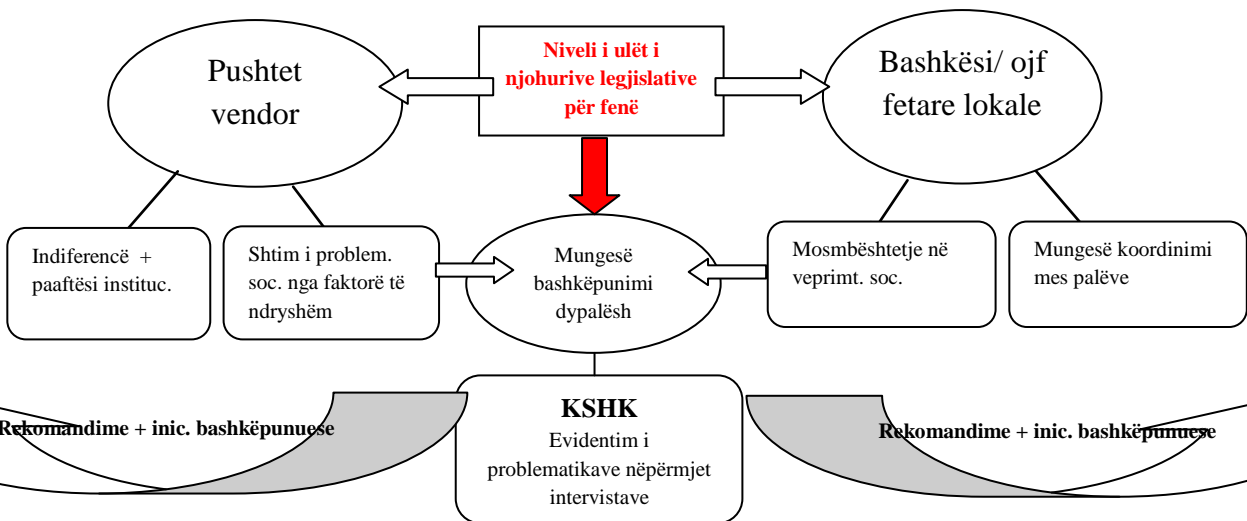 Niveli i ulët i
njohurive legjislative
për fenë
Pushtet
vendor
Bashkësi/ ojf
fetare lokale
Indiferencë +
paaftësi instituc.
Shtim i problem.
soc. nga faktorë të
ndryshëm
Mungesë
bashkëpunimi
dypalësh
Mosmbështetje në
veprimt. soc.
Mungesë koordinimi
mes palëve
KSHK
Evidentim i
problematikave nëpërmjet
intervistave
Rekomandime + inic. bashkëpunuese
Rekomandime + inic. bashkëpunuese